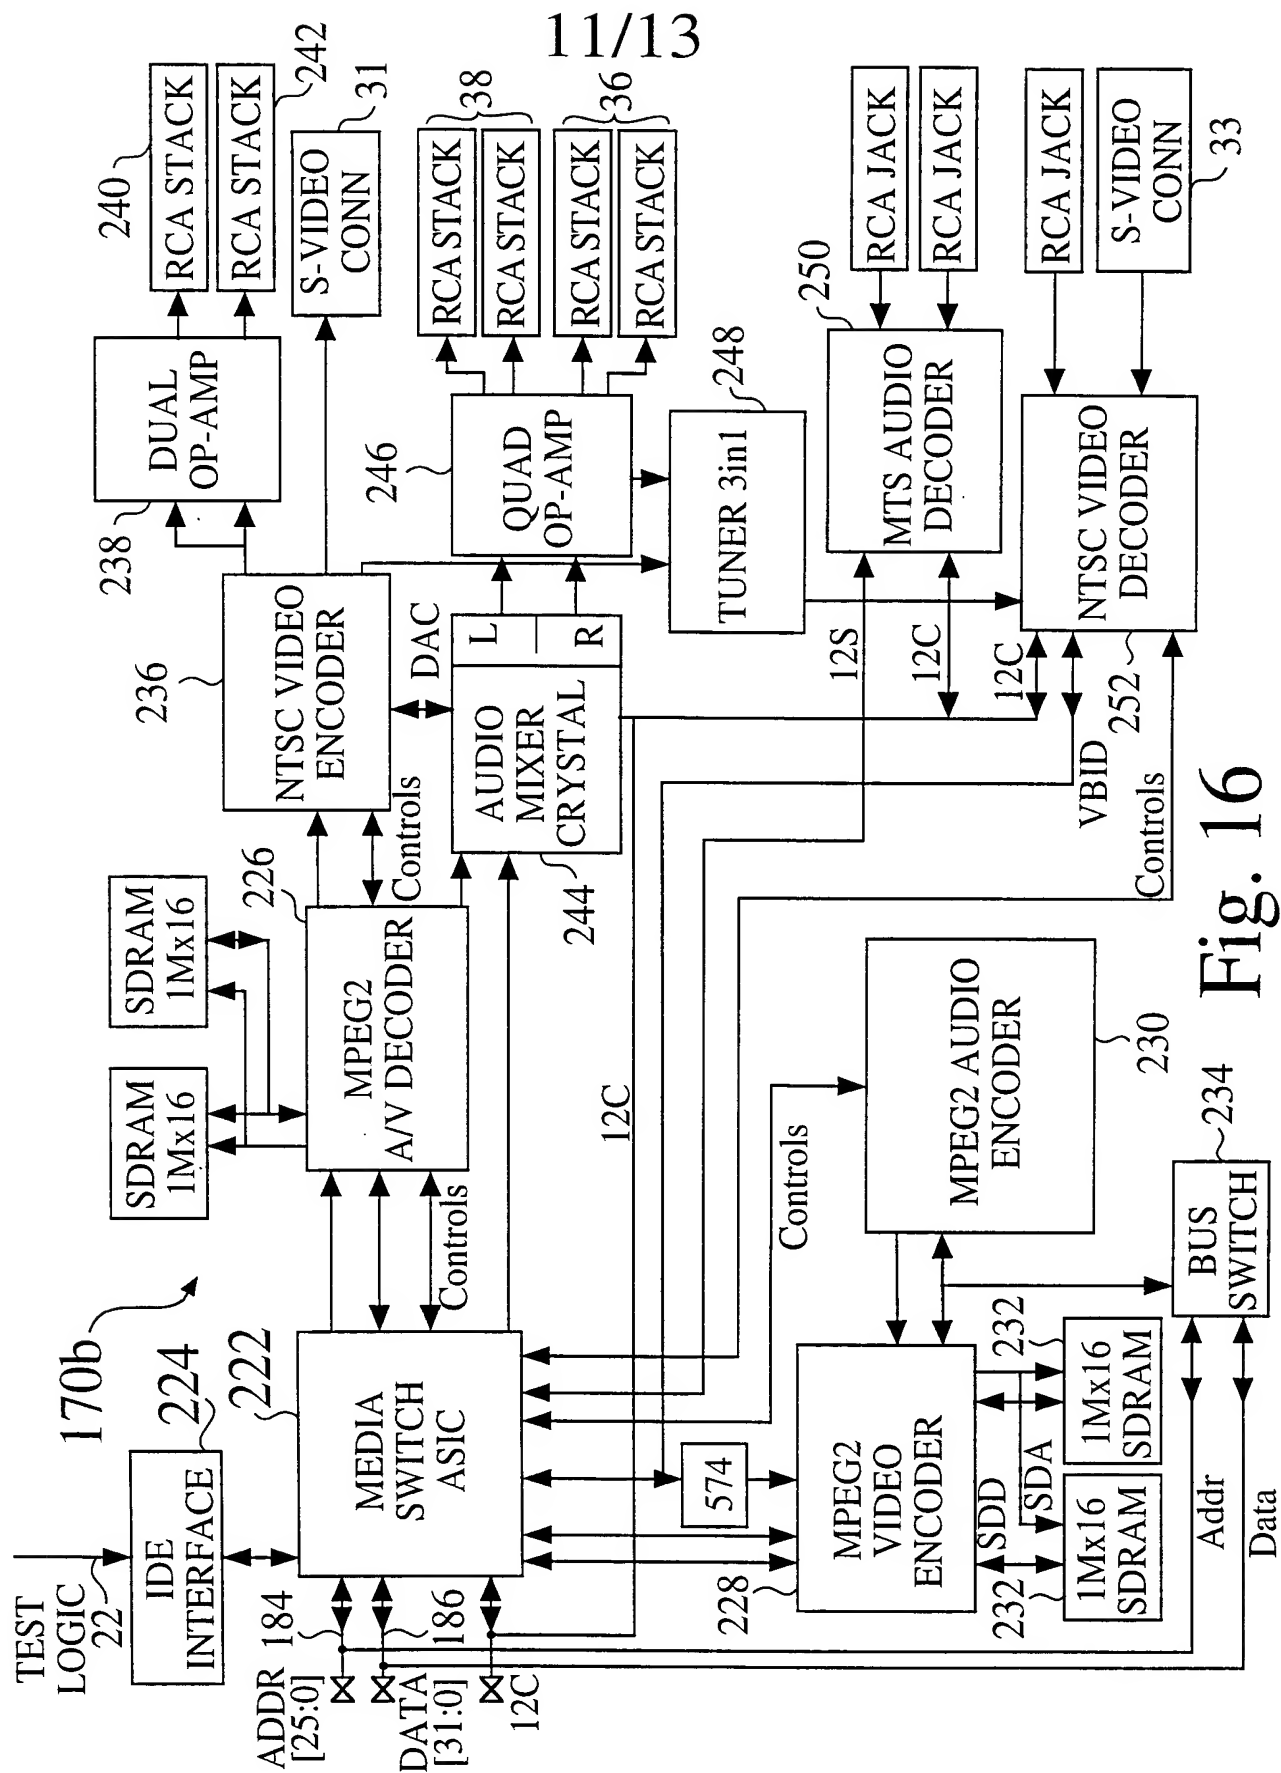 11/13
TEST
LOGIC
22
IDE
INTERFACE
224
170b
ADDR
[25:0]
184
DATA
[31:0]
186
12C
MEDIA
SWITCH
ASIC
222
SDRAM
1Mx16
SDRAM
1Mx16
MPEG2
A/V DECODER
226
Controls
Controls
NTSC VIDEO
ENCODER
236
DUAL
OP-AMP
238
RCA STACK
240
RCA STACK
242
S-VIDEO
CONN
31
DAC
AUDIO
MIXER
CRYSTAL
244
L
R
QUAD
OP-AMP
246
RCA STACK
RCA STACK
38
RCA STACK
RCA STACK
36
TUNER 3in1
248
12C
MTS AUDIO
DECODER
250
RCA JACK
RCA JACK
12S
12C
NTSC VIDEO
DECODER
252
RCA JACK
S-VIDEO
CONN
33
12C
VBID
Controls
574
MPEG2
VIDEO
ENCODER
228
Controls
MPEG2 AUDIO
ENCODER
230
SDD
SDA
1Mx16
SDRAM
232
1Mx16
SDRAM
232
BUS
SWITCH
234
Addr
Data
Fig. 16